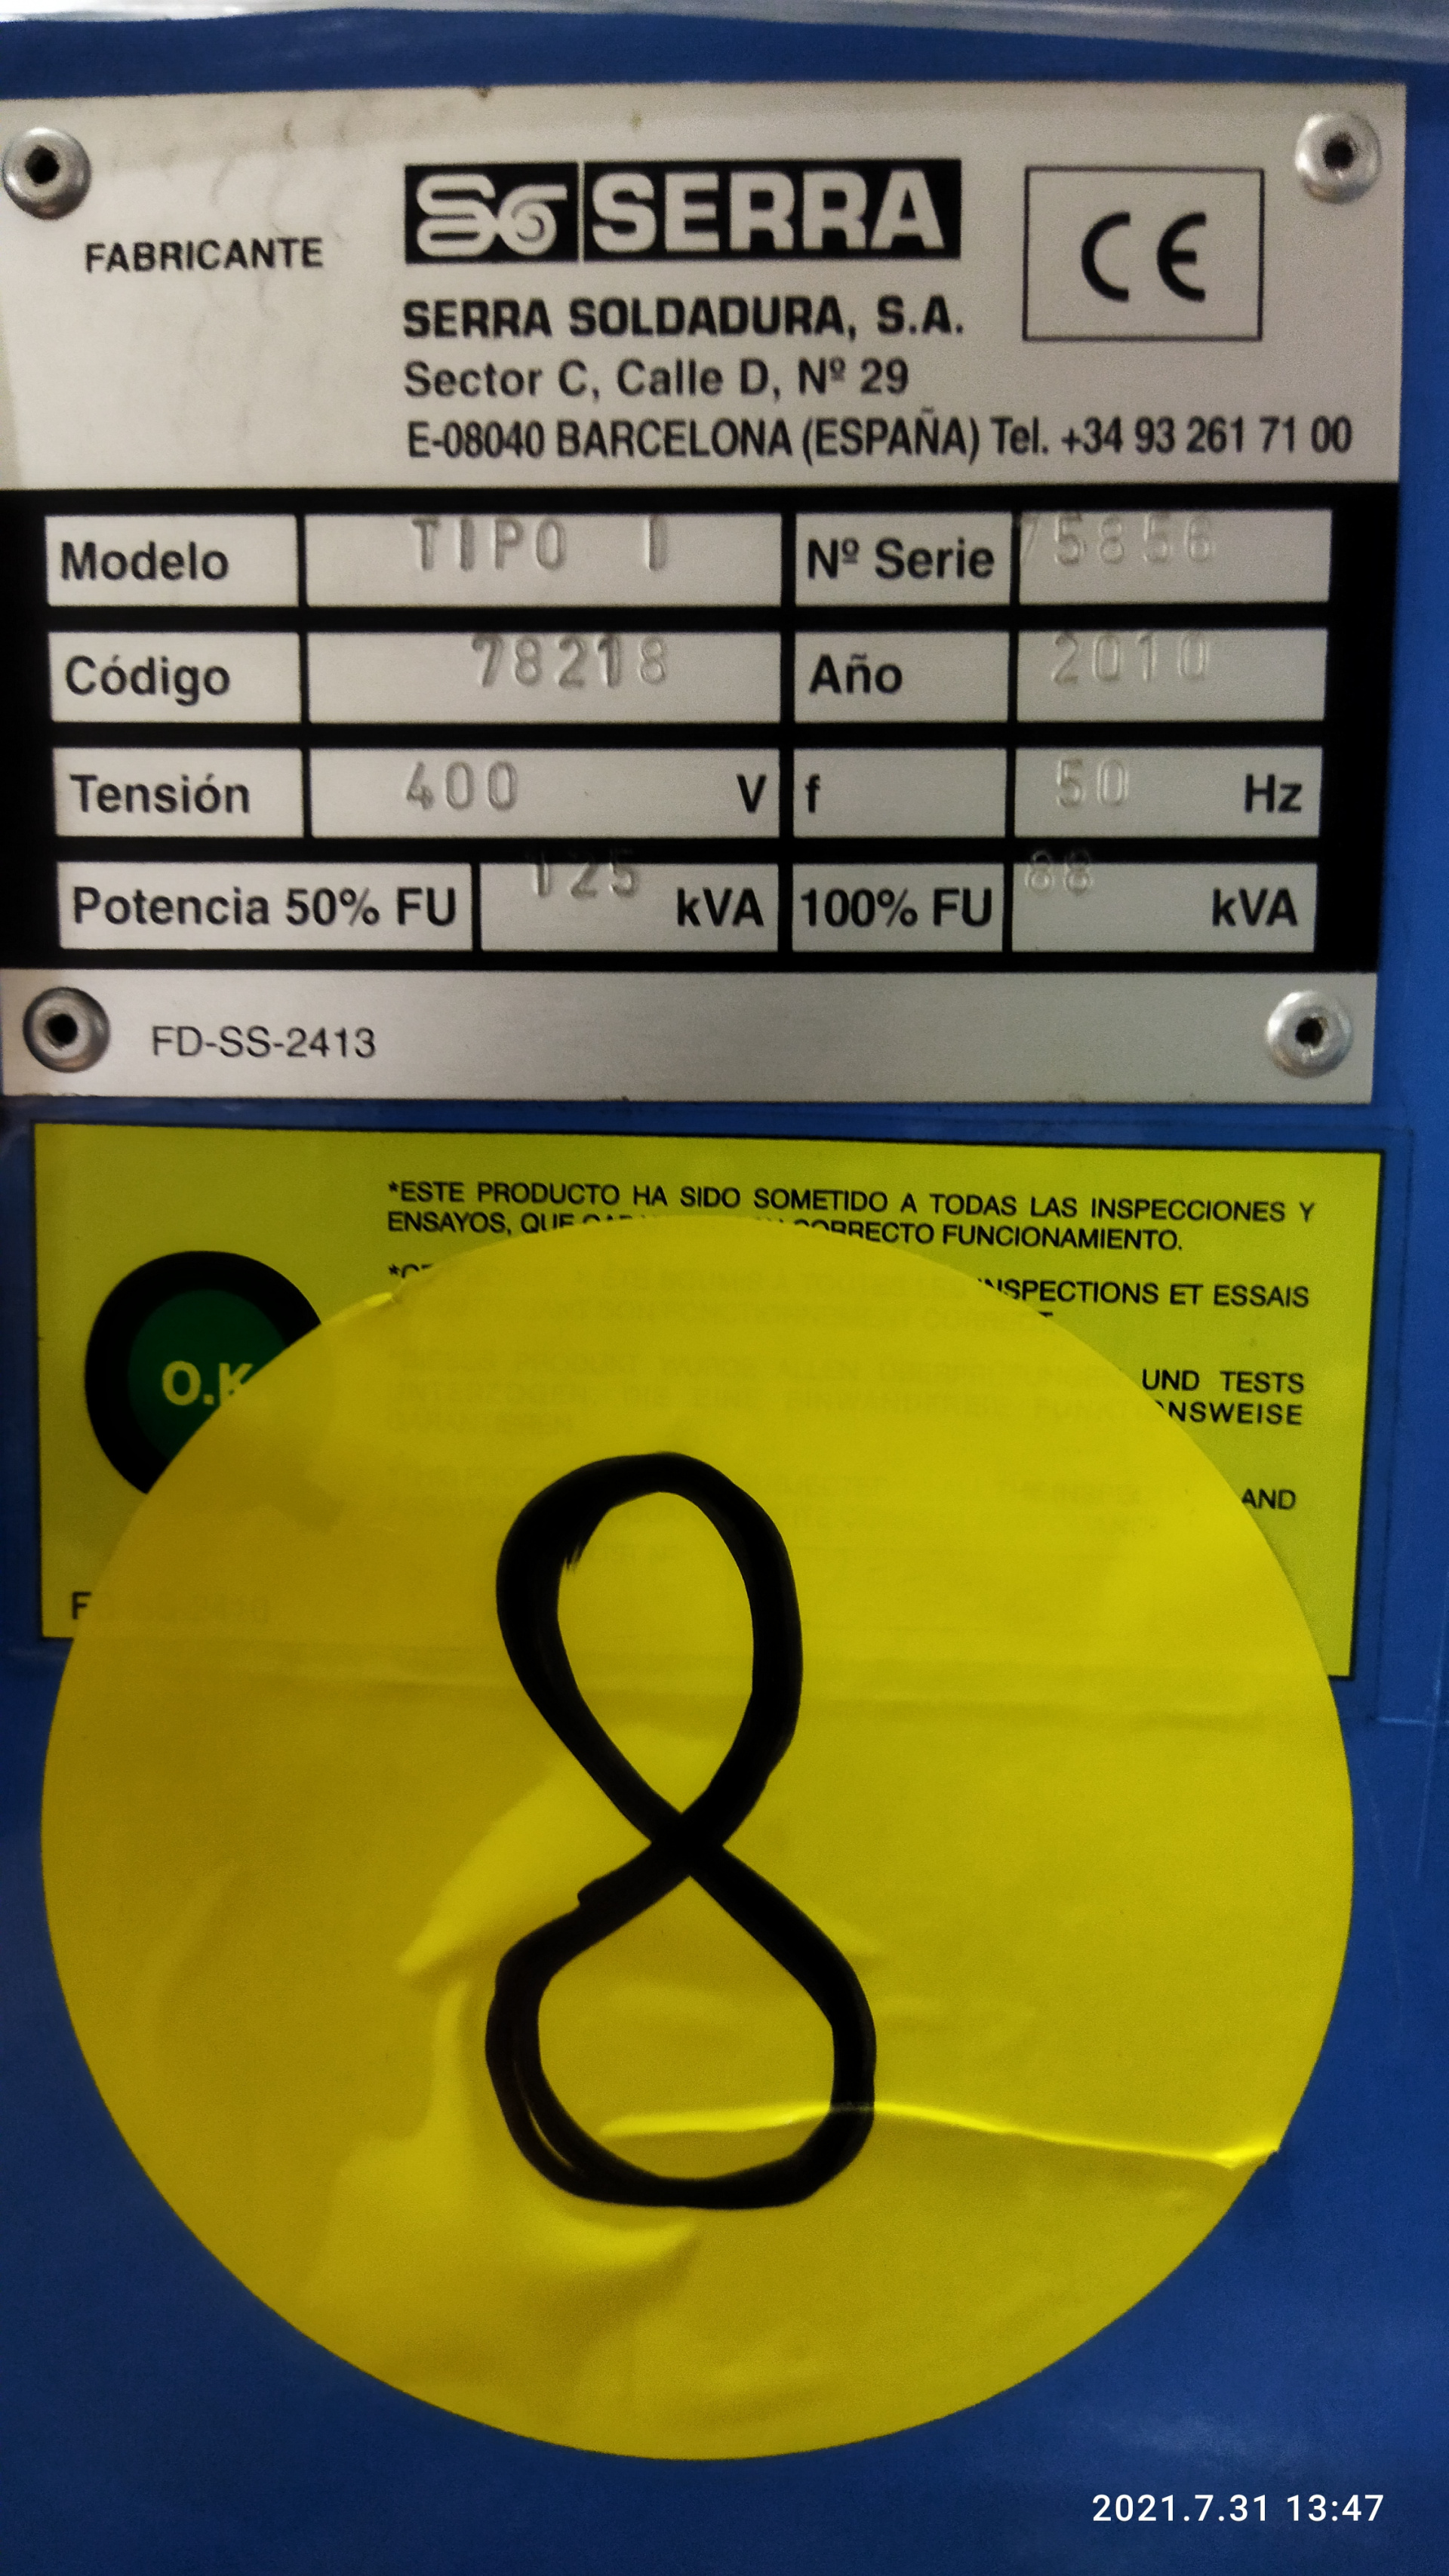 FABRICANTE
SERRA
CE
SERRA SOLDADURA, S.A.
Sector C, Calle D, Nº 29
E-08040 BARCELONA (ESPAÑA) Tel. +34 93 261 71 00
Modelo TIPO I Nº Serie 75856
Código 78218 Año 2010
Tensión 400 V f 50 Hz
Potencia 50% FU 125 kVA 100% FU 88 kVA
FD-SS-2413
*ESTE PRODUCTO HA SIDO SOMETIDO A TODAS LAS INSPECCIONES Y
ENSAYOS, CORRECTO FUNCIONAMIENTO.
INSPECTIONS ET ESSAIS
UND TESTS
AND
O.K
8
2021.7.31 13:47